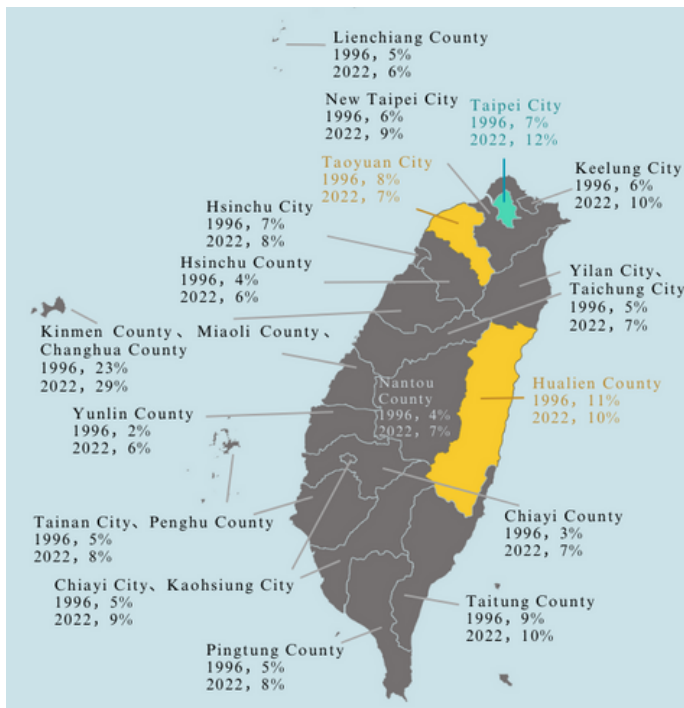 Lienchiang County
1996, 5%
2022, 6%
New Taipei City
1996, 6%
2022, 9%
Taipei City
1996, 7%
2022, 12%
Taoyuan City
1996, 8%
2022, 7%
Keelung City
1996, 6%
2022, 10%
Hsinchu City
1996, 7%
2022, 8%
Hsinchu County
1996, 4%
2022, 6%
Yilan City、
Taichung City
1996, 5%
2022, 7%
Kinmen County、Miaoli County、
Changhua County
1996, 23%
2022, 29%
Nantou
County
1996, 4%
2022, 7%
Hualien County
1996, 11%
2022, 10%
Yunlin County
1996, 2%
2022, 6%
Tainan City、Penghu County
1996, 5%
2022, 8%
Chiayi County
1996, 3%
2022, 7%
Chiayi City、Kaohsiung City
1996, 5%
2022, 9%
Taitung County
1996, 9%
2022, 10%
Pingtung County
1996, 5%
2022, 8%